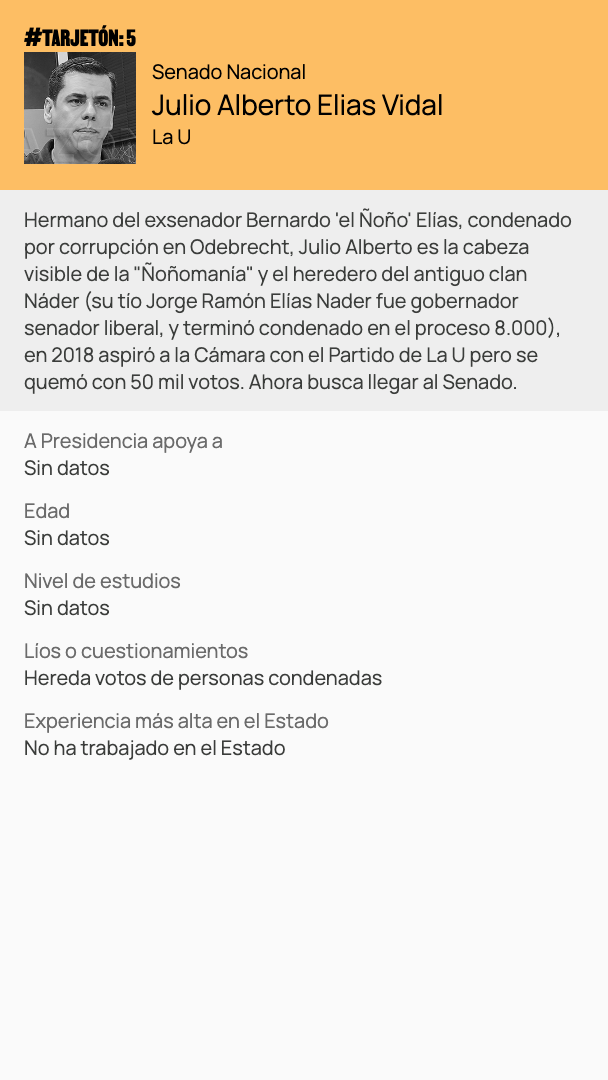 #TARJETÓN: 5
Senado Nacional
Julio Alberto Elias Vidal
La U
Hermano del exsenador Bernardo 'el Ñoño' Elías, condenado
por corrupción en Odebrecht, Julio Alberto es la cabeza
visible de la "Ñoñomanía" y el heredero del antiguo clan
Náder (su tío Jorge Ramón Elías Nader fue gobernador
senador liberal, y terminó condenado en el proceso 8.000),
en 2018 aspiró a la Cámara con el Partido de La U pero se
quemó con 50 mil votos. Ahora busca llegar al Senado.
A Presidencia apoya a
Sin datos
Edad
Sin datos
Nivel de estudios
Sin datos
Líos o cuestionamientos
Hereda votos de personas condenadas
Experiencia más alta en el Estado
No ha trabajado en el Estado